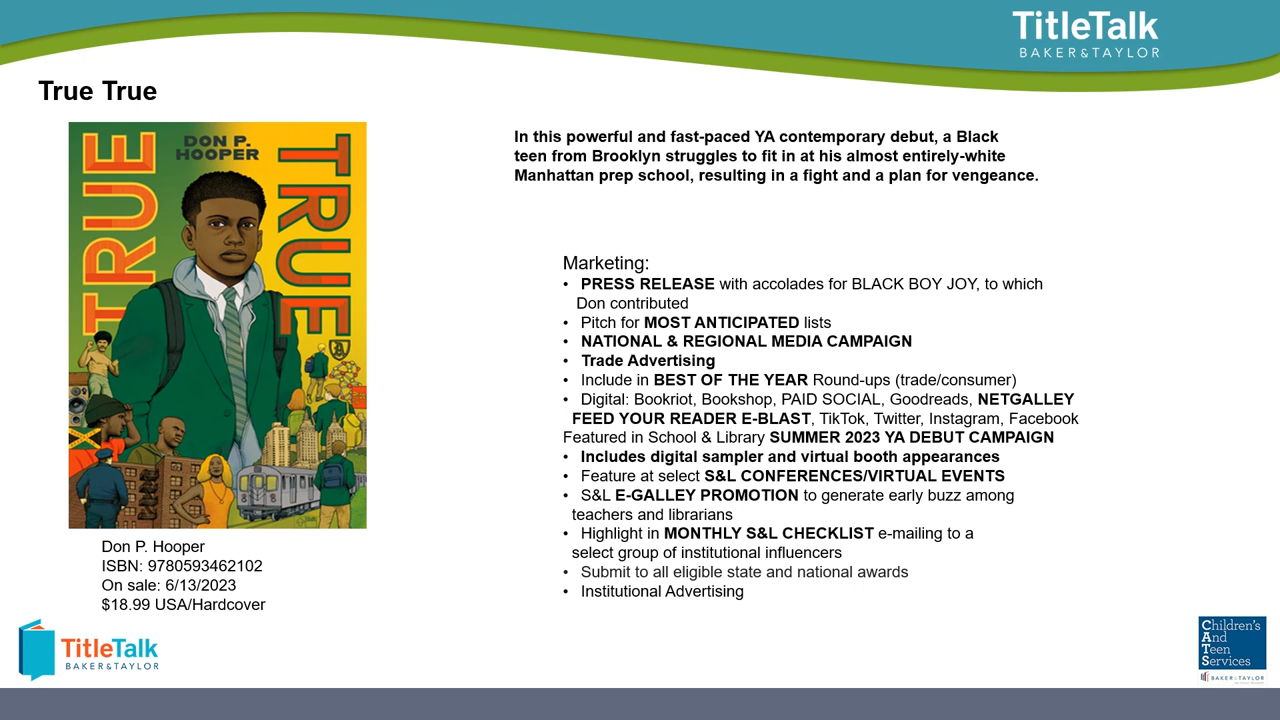 TitleTalk
BAKER & TAYLOR
True True
TRUE
DON P.
HOOPER
TRUE
Don P. Hooper
ISBN: 9780593462102
On sale: 6/13/2023
$18.99 USA/Hardcover
In this powerful and fast-paced YA contemporary debut, a Black
teen from Brooklyn struggles to fit in at his almost entirely-white
Manhattan prep school, resulting in a fight and a plan for vengeance.
Marketing:
• PRESS RELEASE with accolades for BLACK BOY JOY, to which
Don contributed
• Pitch for MOST ANTICIPATED lists
• NATIONAL & REGIONAL MEDIA CAMPAIGN
• Trade Advertising
• Include in BEST OF THE YEAR Round-ups (trade/consumer)
• Digital: Bookriot, Bookshop, PAID SOCIAL, Goodreads, NETGALLEY
FEED YOUR READER E-BLAST, TikTok, Twitter, Instagram, Facebook
Featured in School & Library SUMMER 2023 YA DEBUT CAMPAIGN
• Includes digital sampler and virtual booth appearances
• Feature at select S&L CONFERENCES/VIRTUAL EVENTS
• S&L E-GALLEY PROMOTION to generate early buzz among
teachers and librarians
• Highlight in MONTHLY S&L CHECKLIST e-mailing to a
select group of institutional influencers
• Submit to all eligible state and national awards
• Institutional Advertising
TitleTalk
BAKER & TAYLOR
Children's
And
Teen
Services
BAKER & TAYLOR